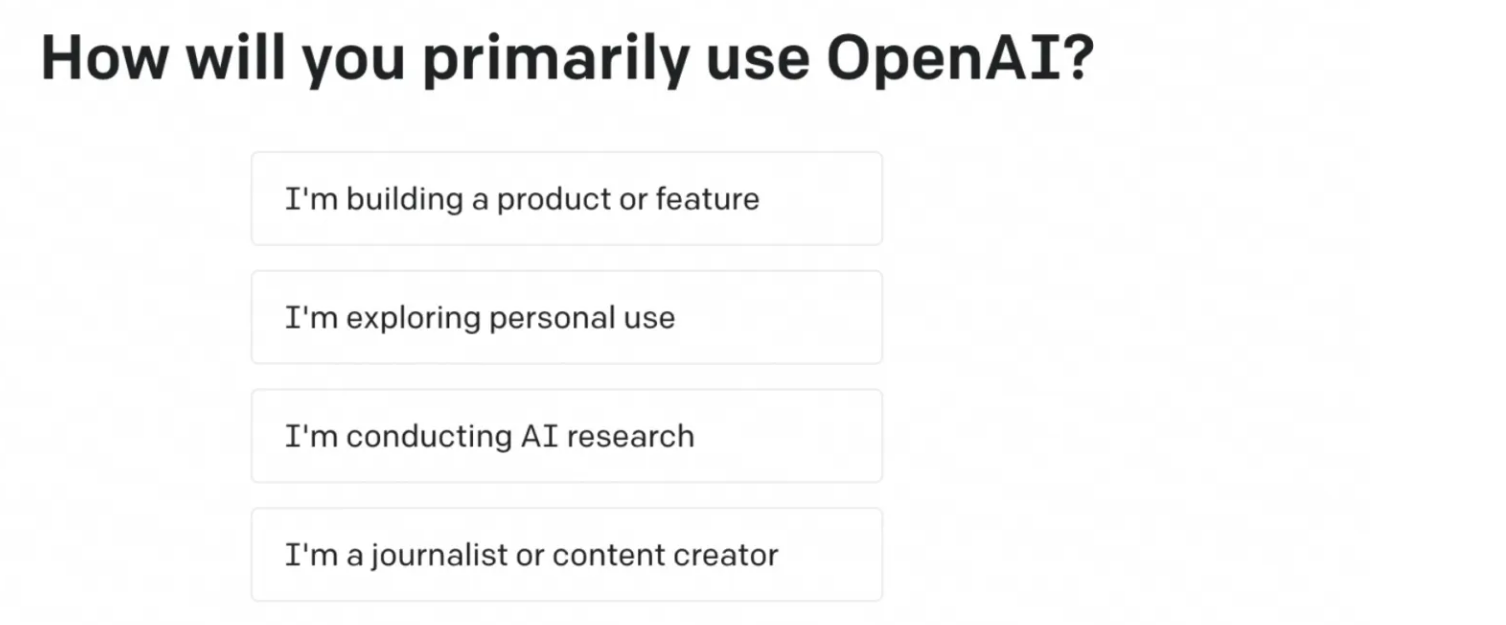 How will you primarily use OpenAI?
I'm building a product or feature
I'm exploring personal use
I'm conducting AI research
I'm a journalist or content creator